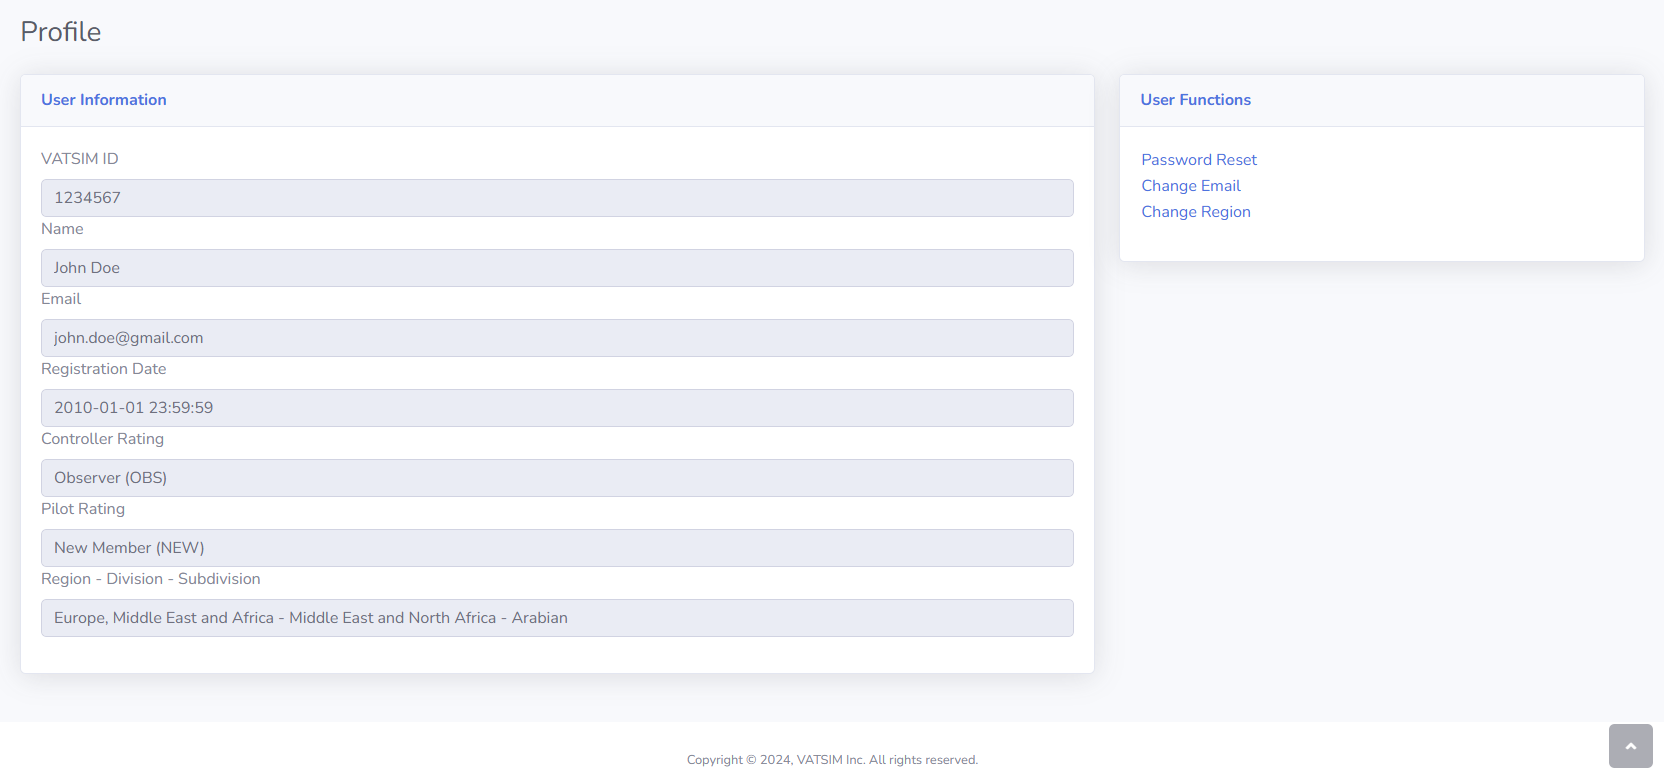 Profile
User Information
VATSIM ID
1234567
Name
John Doe
Email
john.doe@gmail.com
Registration Date
2010-01-01 23:59:59
Controller Rating
Observer (OBS)
Pilot Rating
New Member (NEW)
Region - Division - Subdivision
Europe, Middle East and Africa - Middle East and North Africa - Arabian
User Functions
Password Reset
Change Email
Change Region
Copyright © 2024, VATSIM Inc. All rights reserved.